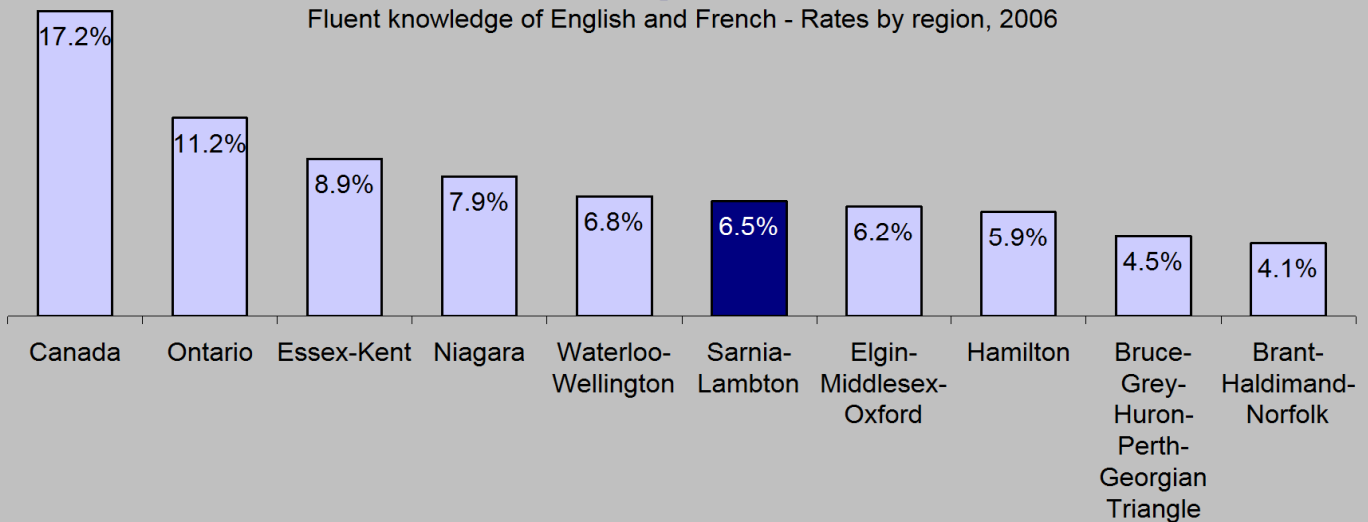 Fluent knowledge of English and French - Rates by region, 2006
17.2%
11.2%
8.9%
7.9%
6.8%
6.5%
6.2%
5.9%
4.5%
4.1%
Canada
Ontario
Essex-Kent
Niagara
Waterloo-
Wellington
Sarnia-
Lambton
Elgin-
Middlesex-
Oxford
Hamilton
Bruce-
Grey-
Huron-
Perth-
Georgian
Triangle
Brant-
Haldimand-
Norfolk